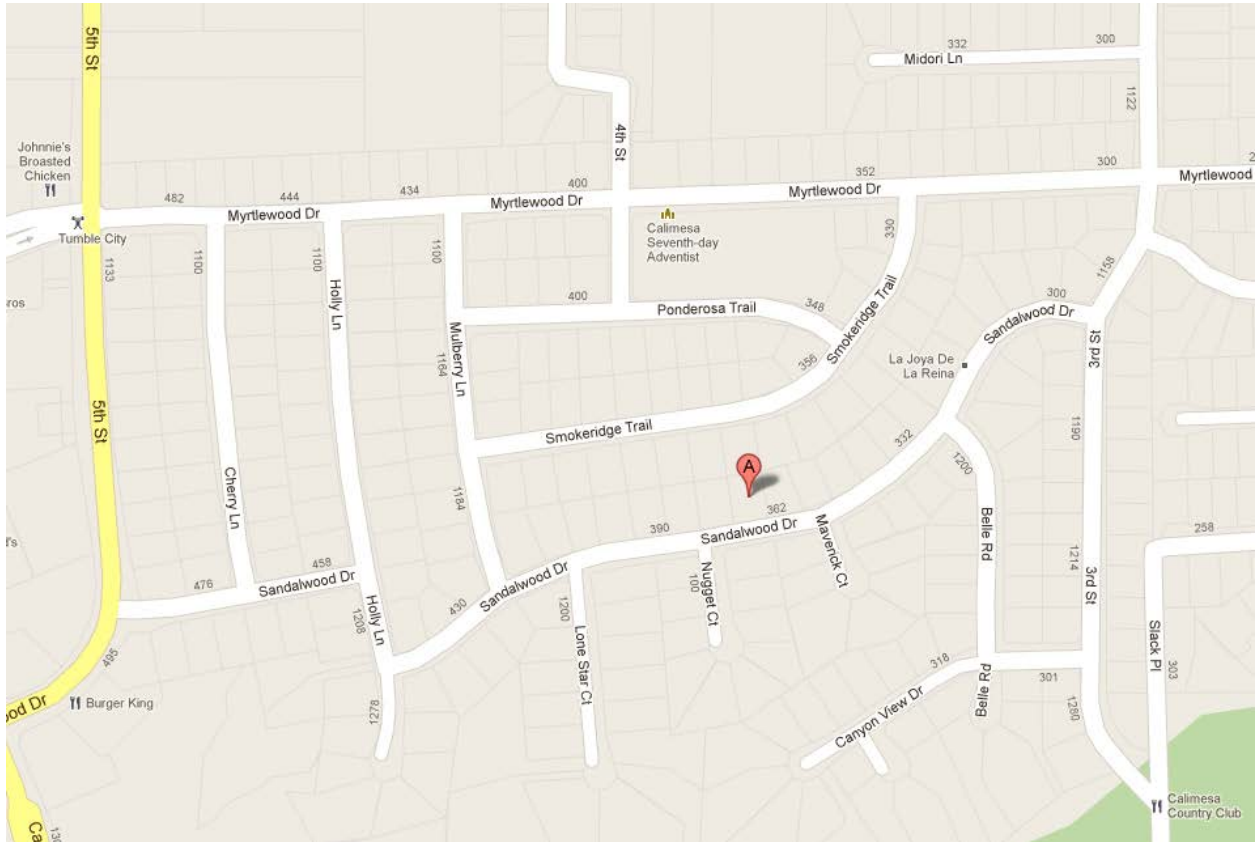 5th St
332
300
Midori Ln
1122
Johnnie's
Broasted
Chicken
4th St
482
444
434
400
352
300
Myrtlewood Dr
Myrtlewood Dr
Myrtlewood Dr
Myrtlewood
Tumble City
Calimesa
Seventh-day
Adventist
330
1133
1100
1100
1100
1158
Holly Ln
400
Ponderosa Trail
348
Smokeridge Trail
300
Sandalwood Dr
Mulberry Ln
1164
356
La Joya De
La Reina
3rd St
5th St
Smokeridge Trail
332
1190
Cherry Ln
1184
A
1200
362
390
Sandalwood Dr
Maverick Ct
Belle Rd
258
476
458
Sandalwood Dr
Sandalwood Dr
430
Nugget Ct
100
1214
3rd St
Holly Ln
1208
1200
Lone Star Ct
Slack Pl
303
495
318
301
Belle Rd
1280
Burger King
ood Dr
1278
Canyon View Dr
Calimesa
Country Club